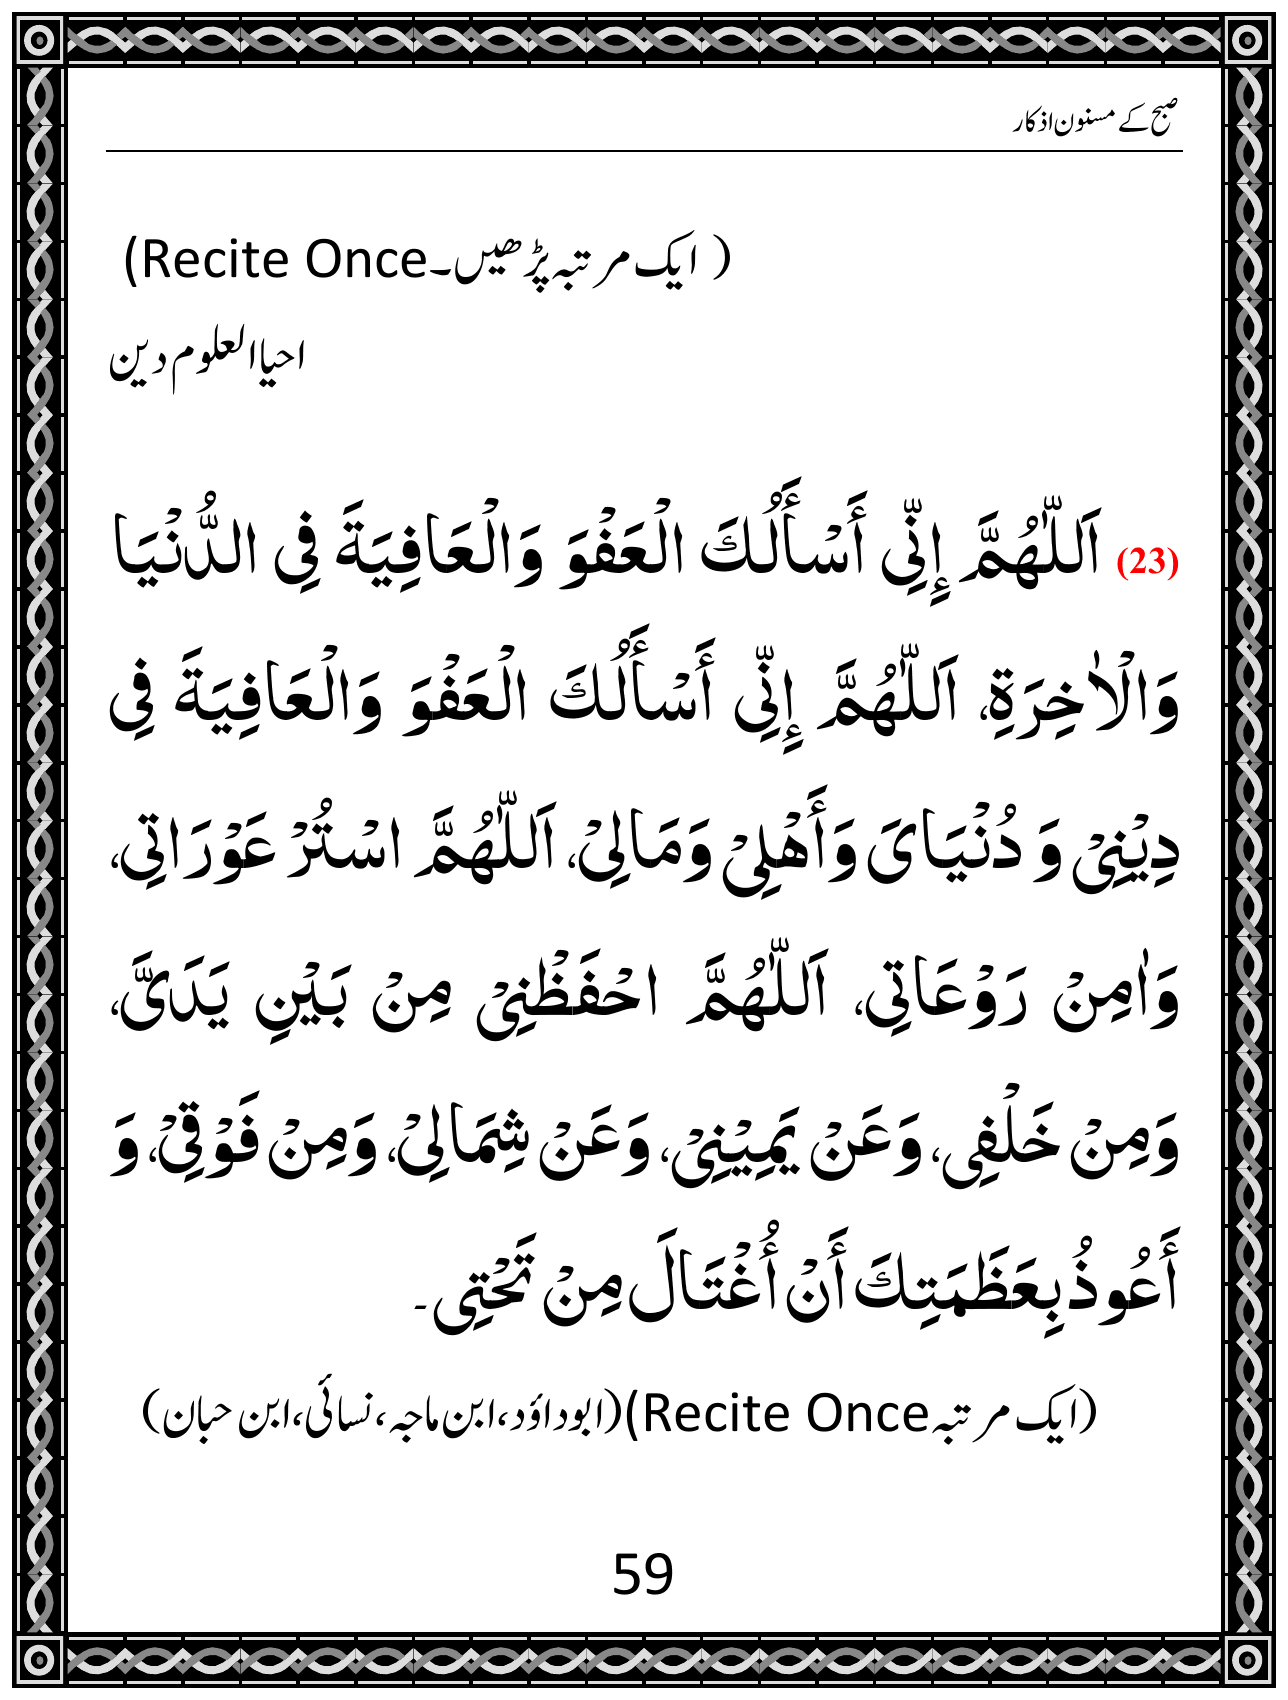 صبح کے مسنون اذکار
( ایک مرتبہ پڑھیں۔Recite Once)
احیاالعلوم دین
(23) اَللّٰهُمَّ إِنِّي أَسْأَلُكَ الْعَفْوَ وَالْعَافِيَةَ فِي الدُّنْيَا
وَالْاٰخِرَةِ، اَللّٰهُمَّ إِنِّي أَسْأَلُكَ الْعَفْوَ وَالْعَافِيَةَ فِي
دِيْنِيْ وَ دُنْيَايَ وَأَهْلِيْ وَمَالِيْ، اَللّٰهُمَّ اسْتُرْ عَوْرَاتِي،
وَاٰمِنْ رَوْعَاتِي، اَللّٰهُمَّ احْفَظْنِيْ مِنْ بَيْنِ يَدَيَّ،
وَمِنْ خَلْفِي، وَعَنْ يَمِيْنِيْ، وَعَنْ شِمَالِيْ، وَمِنْ فَوْقِيْ، وَ
أَعُوذُ بِعَظَمَتِكَ أَنْ أُغْتَالَ مِنْ تَحْتِي۔
(ایک مرتبہRecite Once)(ابوداؤد،ابن ماجہ،نسائی،ابن حبان)
59